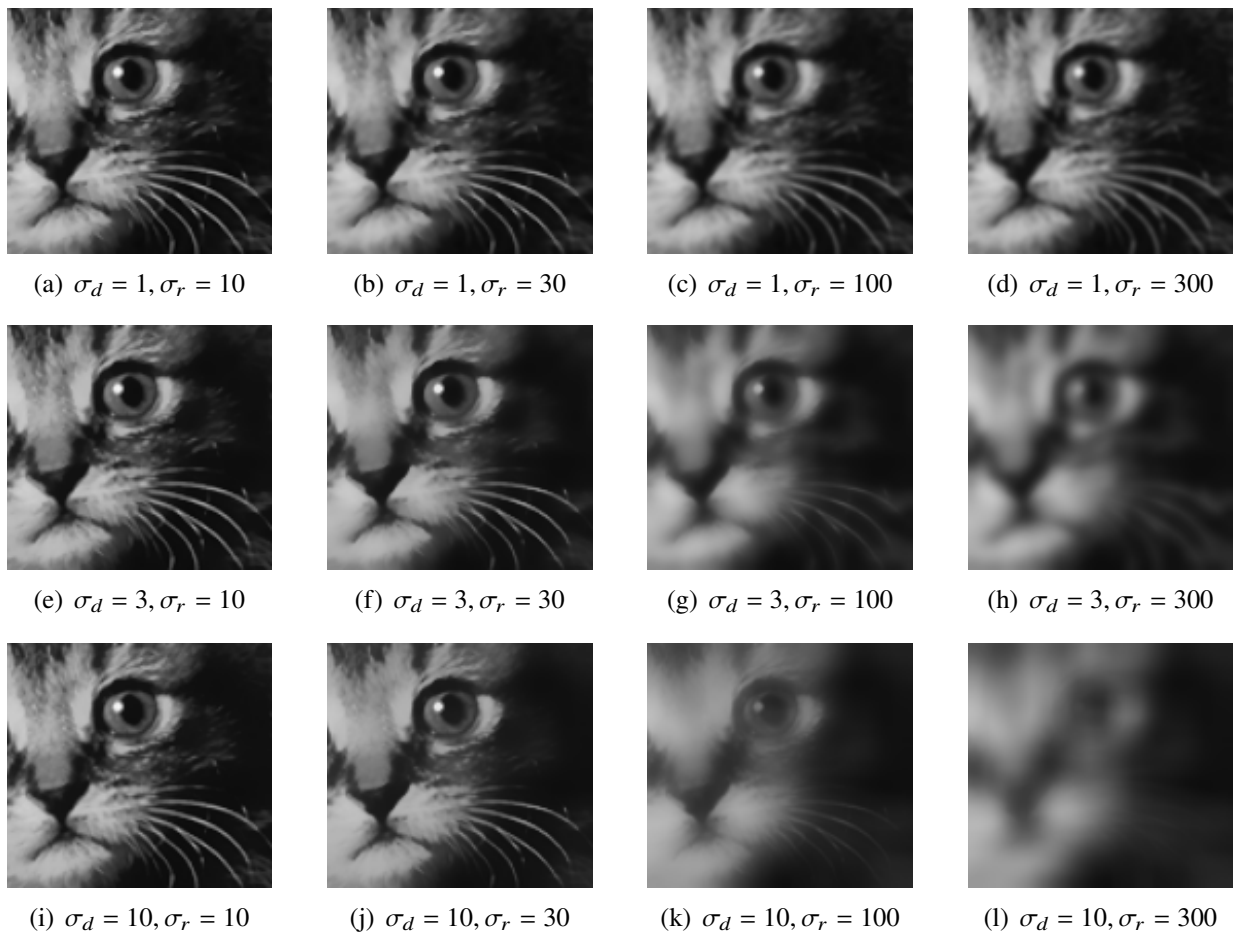 (a) σ_d = 1, σ_r = 10
(b) σ_d = 1, σ_r = 30
(c) σ_d = 1, σ_r = 100
(d) σ_d = 1, σ_r = 300
(e) σ_d = 3, σ_r = 10
(f) σ_d = 3, σ_r = 30
(g) σ_d = 3, σ_r = 100
(h) σ_d = 3, σ_r = 300
(i) σ_d = 10, σ_r = 10
(j) σ_d = 10, σ_r = 30
(k) σ_d = 10, σ_r = 100
(l) σ_d = 10, σ_r = 300